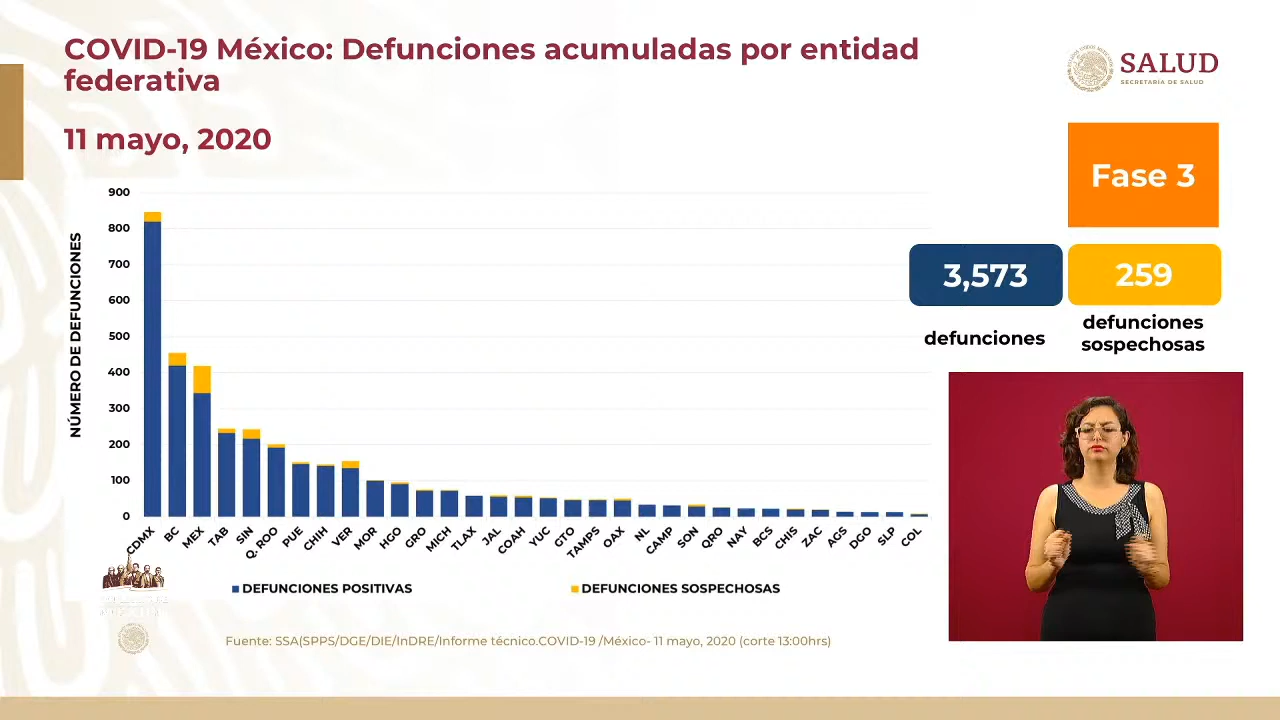 COVID-19 México: Defunciones acumuladas por entidad
federativa
11 mayo, 2020
SALUD
SECRETARÍA DE SALUD
Fase 3
3,573
259
defunciones
defunciones
sospechosas
NÚMERO DE DEFUNCIONES
900
800
700
600
500
400
300
200
100
0
CDMX
BC
MEX
TAB
SIN
Q. ROO
PUE
CHIH
VER
MOR
HGO
GRO
MICH
TLAX
JAL
COAH
YUC
GTO
TAMPS
OAX
NL
CAMP
SON
QRO
NAY
BCS
CHIS
ZAC
AGS
DGO
SLP
COL
DEFUNCIONES POSITIVAS
DEFUNCIONES SOSPECHOSAS
Fuente: SSA(SPPS/DGE/DIE/InDRE/Informe técnico.COVID-19 /México- 11 mayo, 2020 (corte 13:00hrs)